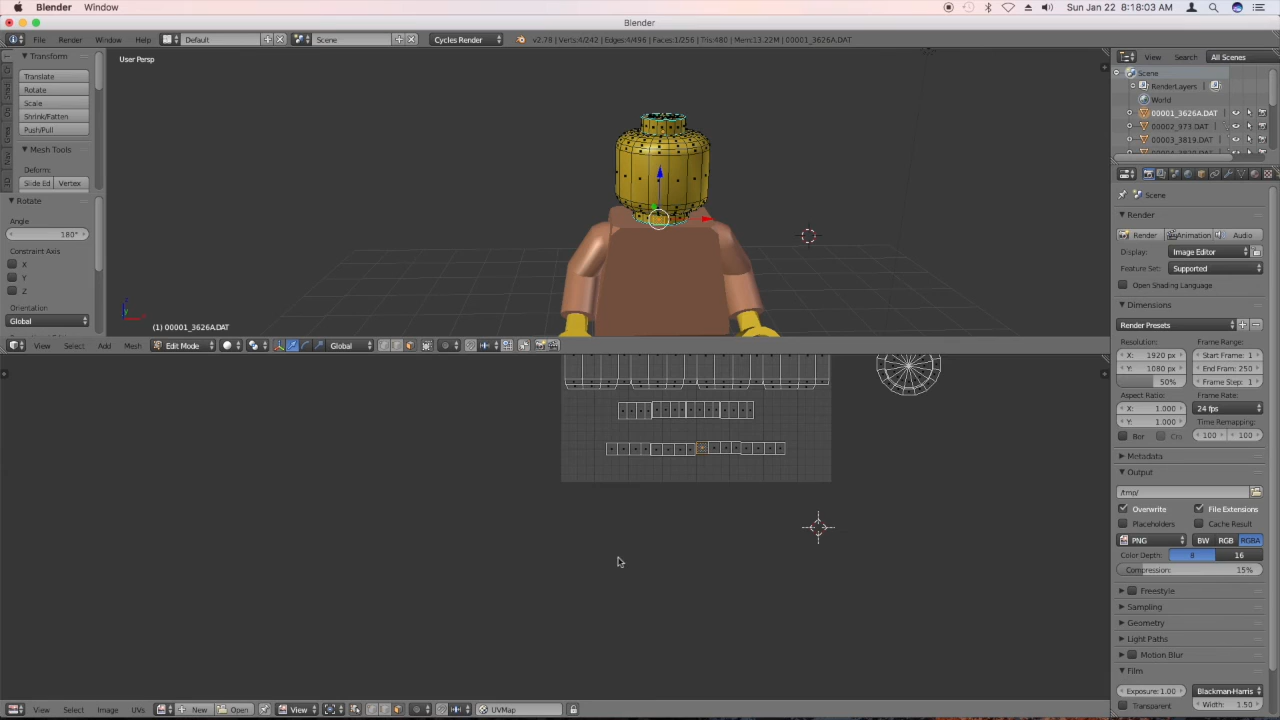 Blender Window Sun Jan 22 8:18:03 AM
Blender
File Render Window Help Default Scene Cycles Render v2.78 | Verts:4/242 | Edges:4/496 | Faces:1/256 | Tris:480 | Mem:13.22M | 00001_3626A.DAT View Search All Scenes
Transform
Translate
Rotate
Scale
Shrink/Fatten
Push/Pull
Mesh Tools
Deform:
Slide Ed Vertex
Rotate
Angle
180°
Constraint Axis
X
Y
Z
Orientation
Global
User Persp
(1) 00001_3626A.DAT
View Select Add Mesh Edit Mode Global
View Select Image UVs New Open View UVMap
Scene
RenderLayers
World
00001_3626A.DAT
00002_973.DAT
00003_3819.DAT
Scene
Render
Render Animation Audio
Display: Image Editor
Feature Set: Supported
Open Shading Language
Dimensions
Render Presets
Resolution: Frame Range:
X: 1920 px Start Frame: 1
Y: 1080 px End Fram: 250
50% Frame Step: 1
Aspect Ratio: Frame Rate:
X: 1.000 24 fps
Y: 1.000 Time Remapping:
Bor Cro 100 100
Metadata
Output
/tmp/
Overwrite File Extensions
Placeholders Cache Result
PNG BW RGB RGBA
Color Depth: 8 16
Compression: 15%
Freestyle
Sampling
Geometry
Light Paths
Motion Blur
Film
Exposure:1.00 Blackman-Harris
Transparent Width: 1.50